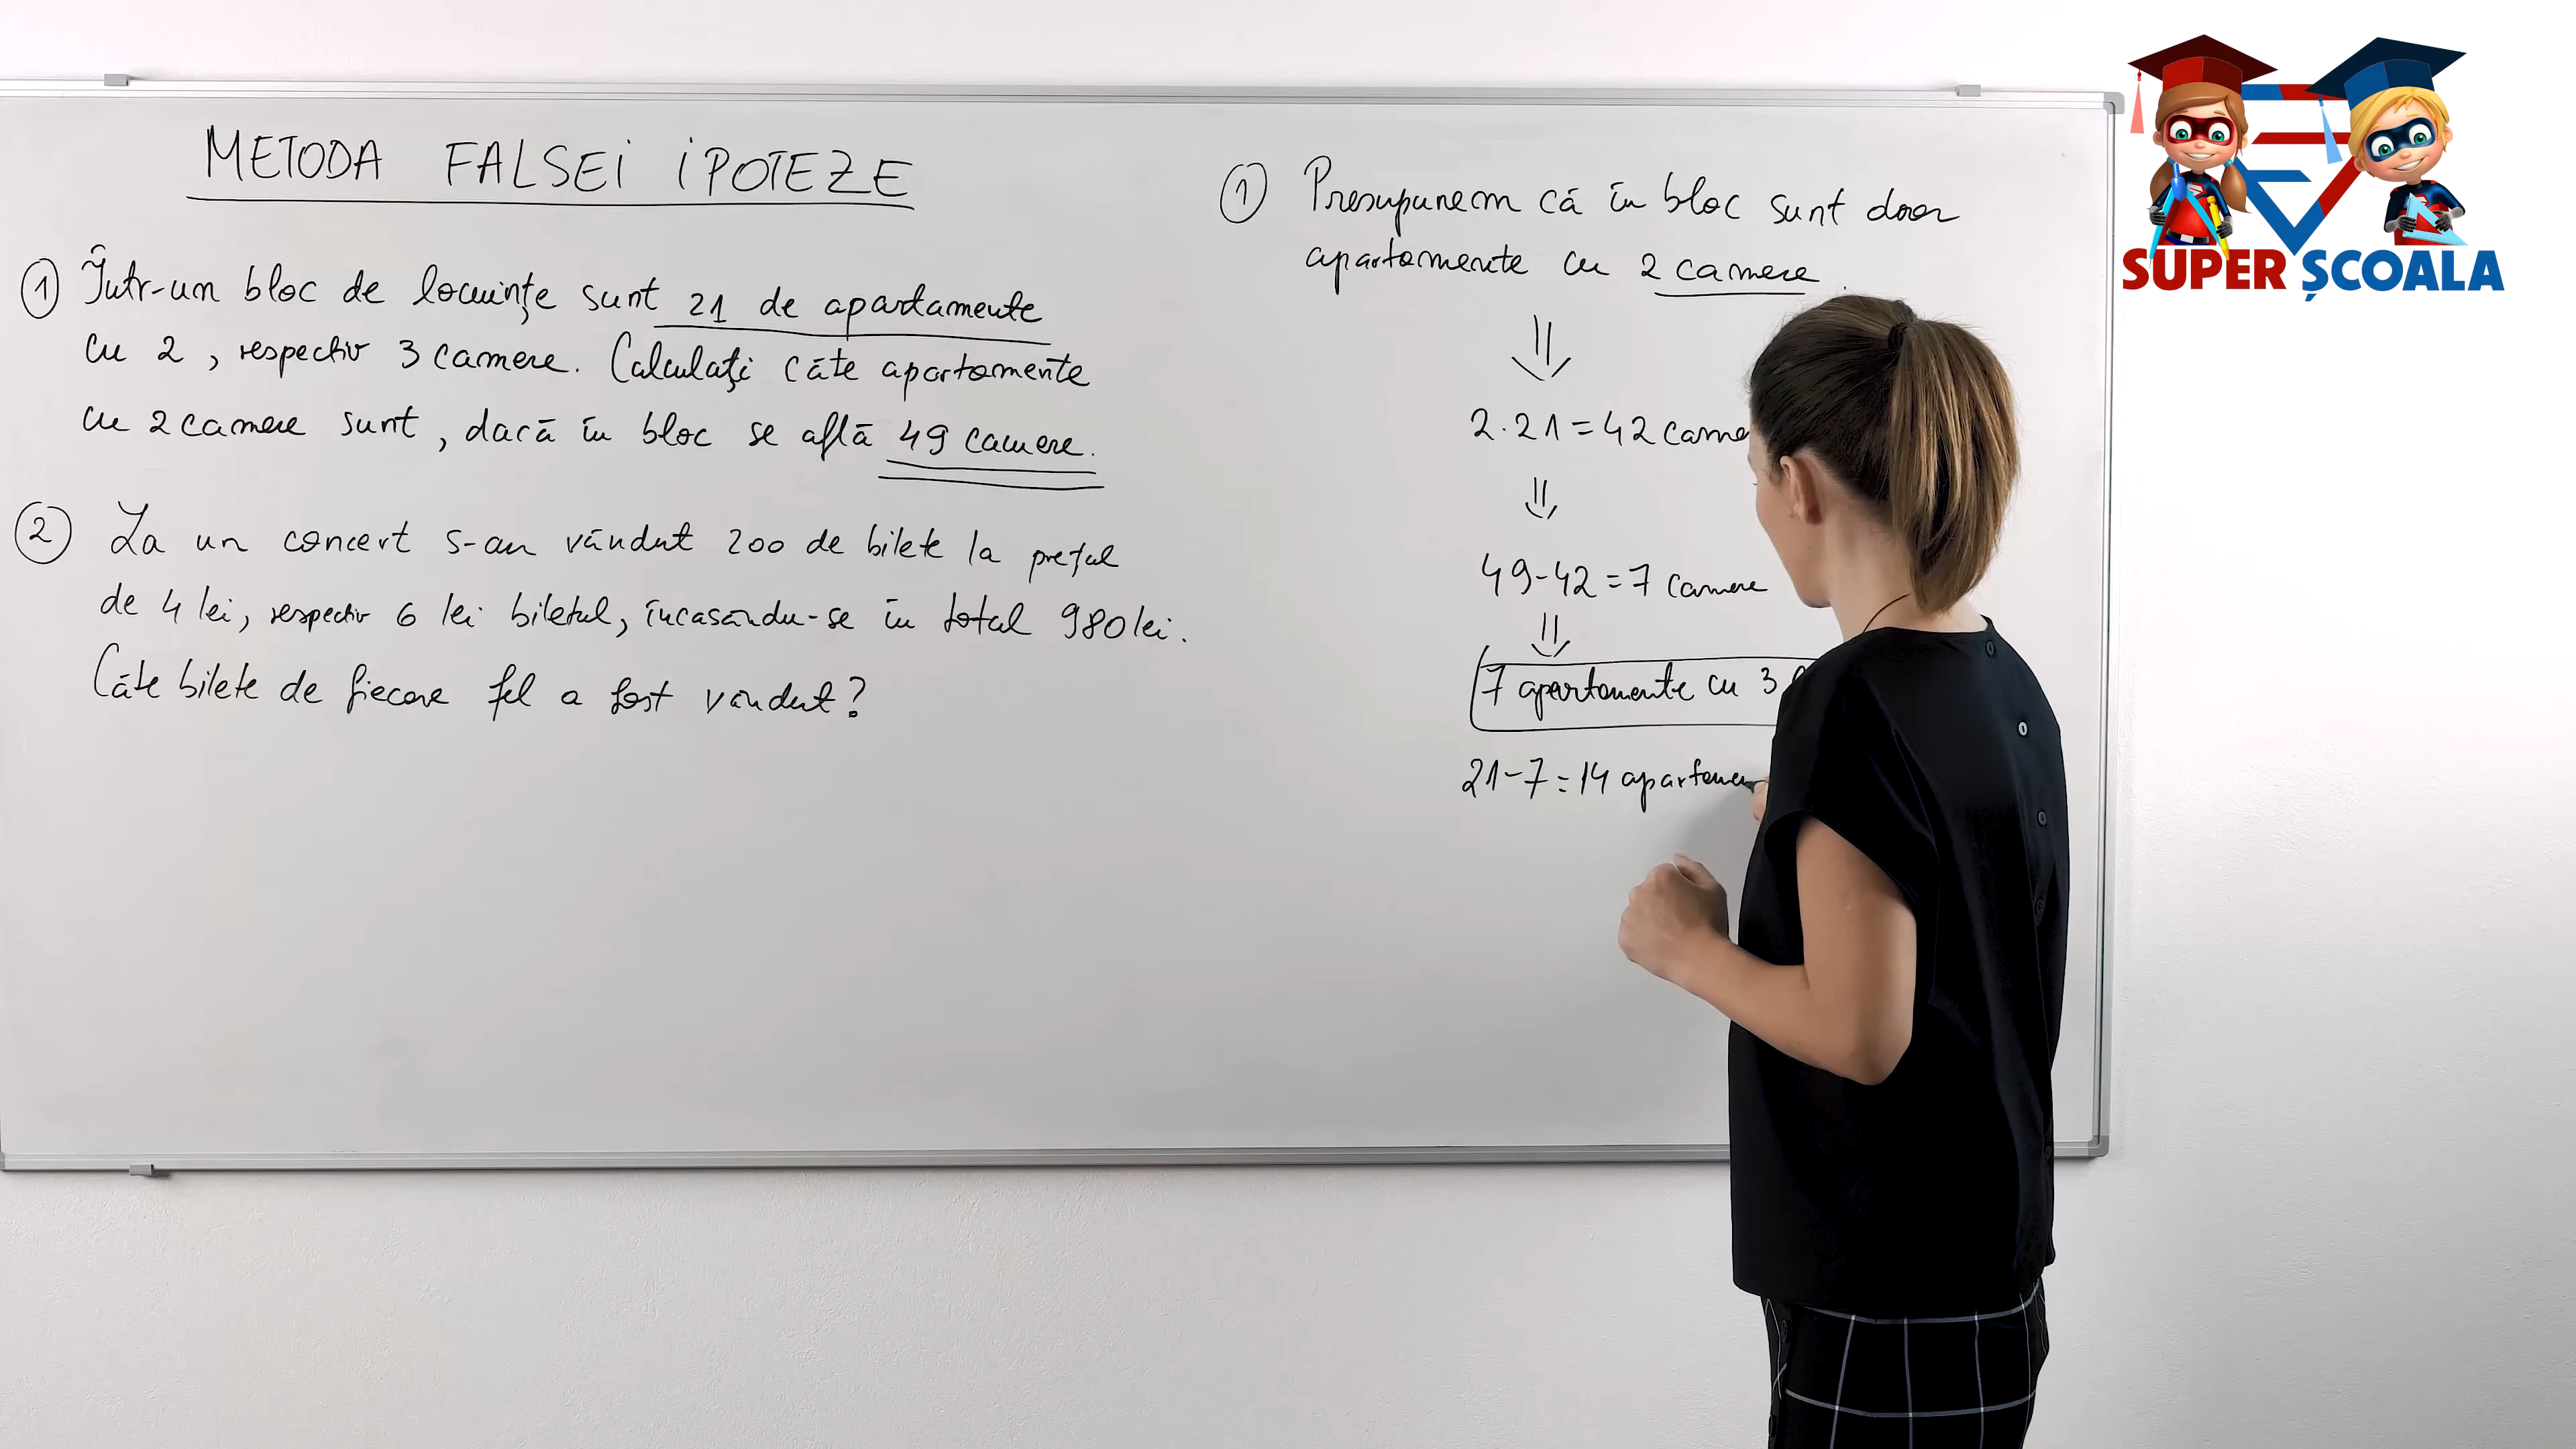 METODA FALSEI IPOTEZE
① Într-un bloc de locuințe sunt 21 de apartamente
cu 2, respectiv 3 camere. Calculați câte apartamente
cu 2 camere sunt, dacă în bloc se află 49 camere.
② La un concert s-au vândut 200 de bilete la prețul
de 4 lei, respectiv 6 lei biletul, încasându-se în total 980 lei.
Câte bilete de fiecare fel a fost vândut?
① Presupunem că în bloc sunt doar
apartamente cu 2 camere.
⇓
2·21=42 came
⇓
49-42=7 camere
⇓
7 apartamente cu 3
21-7=14 apartamen
SUPER ȘCOALA